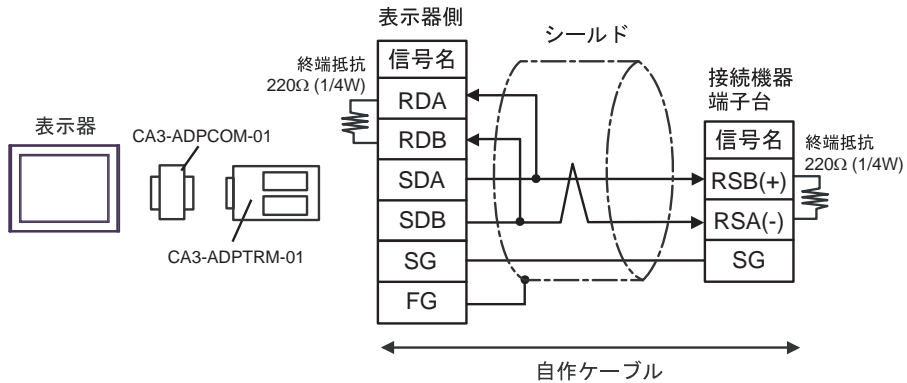 表示器側
シールド
信号名
終端抵抗
220Ω (1/4W)
RDA
RDB
SDA
SDB
SG
FG
接続機器
端子台
信号名
RSB(+)
RSA(-)
SG
終端抵抗
220Ω (1/4W)
表示器
CA3-ADPCOM-01
CA3-ADPTRM-01
自作ケーブル